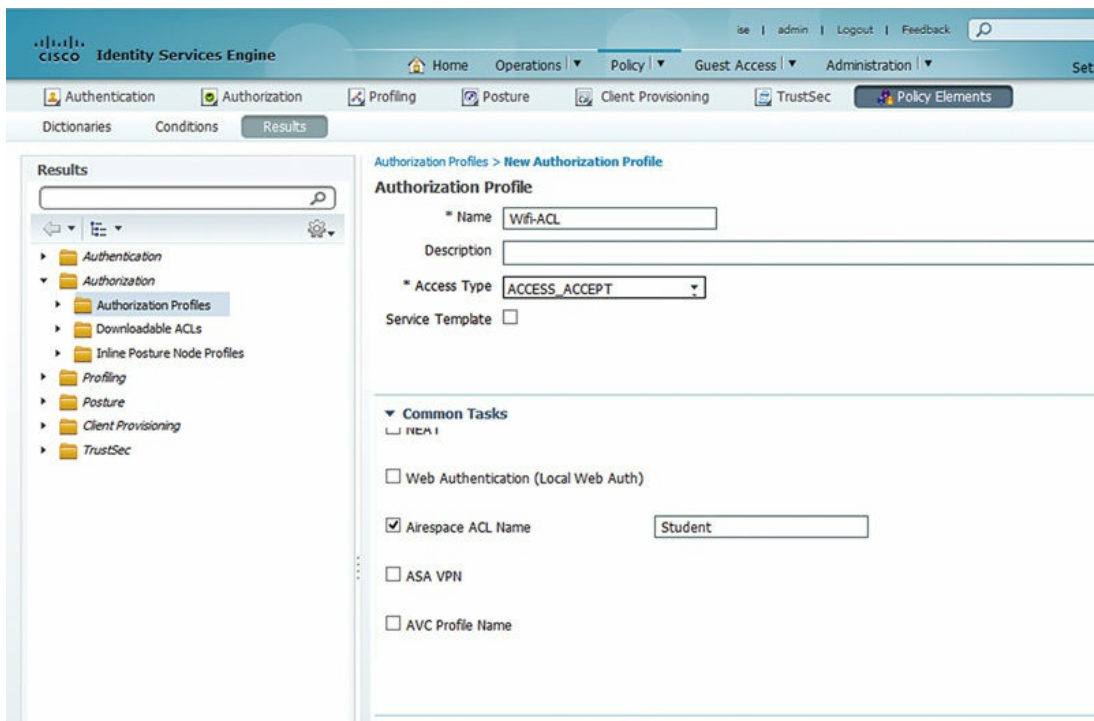 ise | admin | Logout | Feedback
CISCO Identity Services Engine
Home Operations | Policy | Guest Access | Administration | Set
Authentication Authorization Profiling Posture Client Provisioning TrustSec Policy Elements
Dictionaries Conditions Results
Results
Authentication
Authorization
Authorization Profiles
Downloadable ACLs
Inline Posture Node Profiles
Profiling
Posture
Client Provisioning
TrustSec
Authorization Profiles > New Authorization Profile
Authorization Profile
* Name Wifi-ACL
Description
* Access Type ACCESS_ACCEPT
Service Template
Common Tasks
NEAT
Web Authentication (Local Web Auth)
Airespace ACL Name Student
ASA VPN
AVC Profile Name